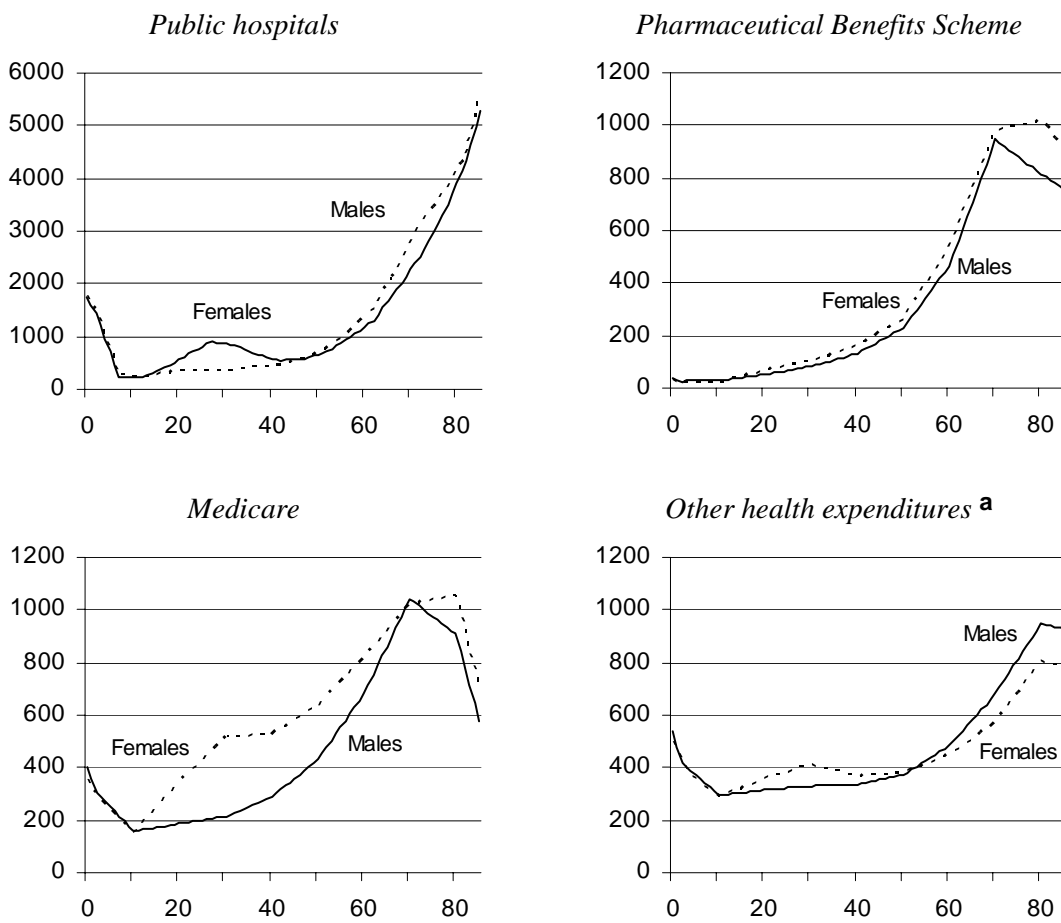 Public hospitals
6000
5000
4000
3000
2000
1000
0
Males
Females
0 20 40 60 80
Pharmaceutical Benefits Scheme
1200
1000
800
600
400
200
0
Females
Males
0 20 40 60 80
Medicare
1200
1000
800
600
400
200
0
Females
Males
0 20 40 60 80
Other health expenditures a
1200
1000
800
600
400
200
0
Males
Females
0 20 40 60 80